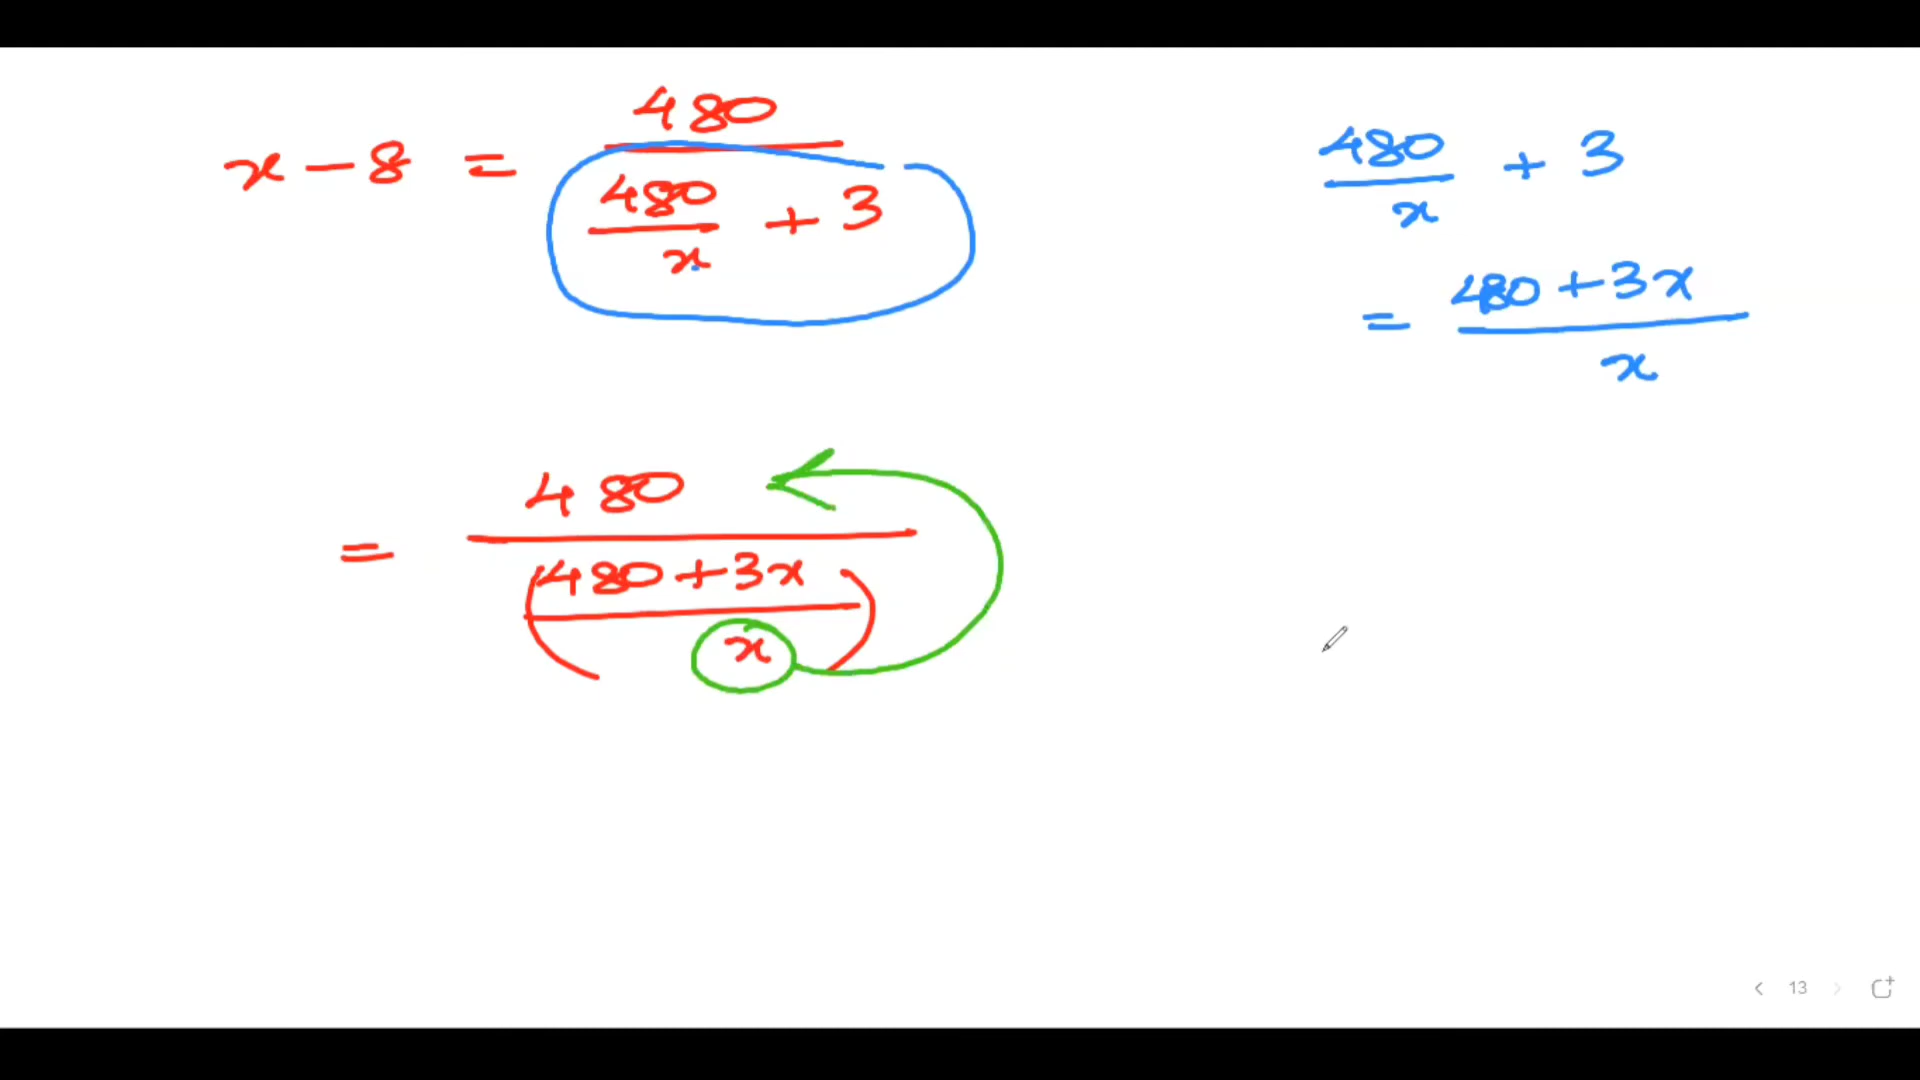 x - 8 = 480 / (480/x + 3)
480/x + 3
= (480 + 3x) / x
= 480 / ((480 + 3x) / x)
13